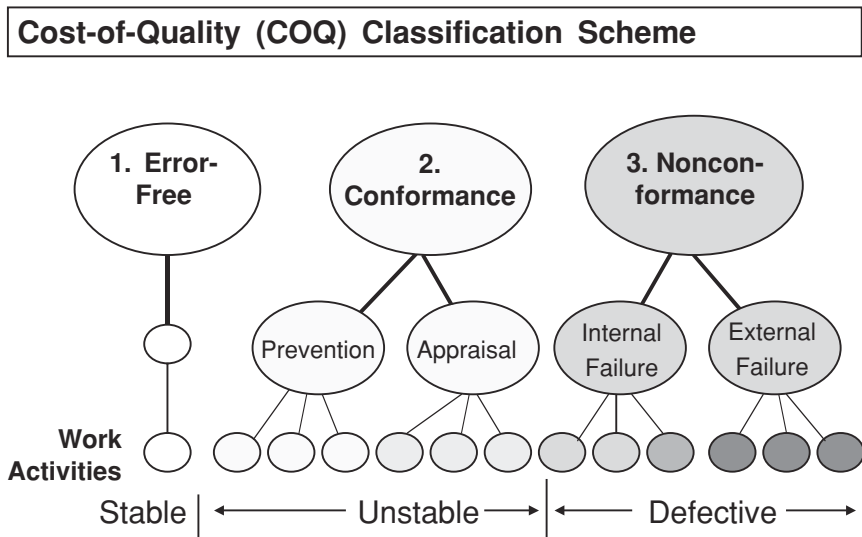 Cost-of-Quality (COQ) Classification Scheme
1. Error-
Free
2.
Conformance
3. Noncon-
formance
Prevention
Appraisal
Internal
Failure
External
Failure
Work
Activities
Stable
Unstable
Defective